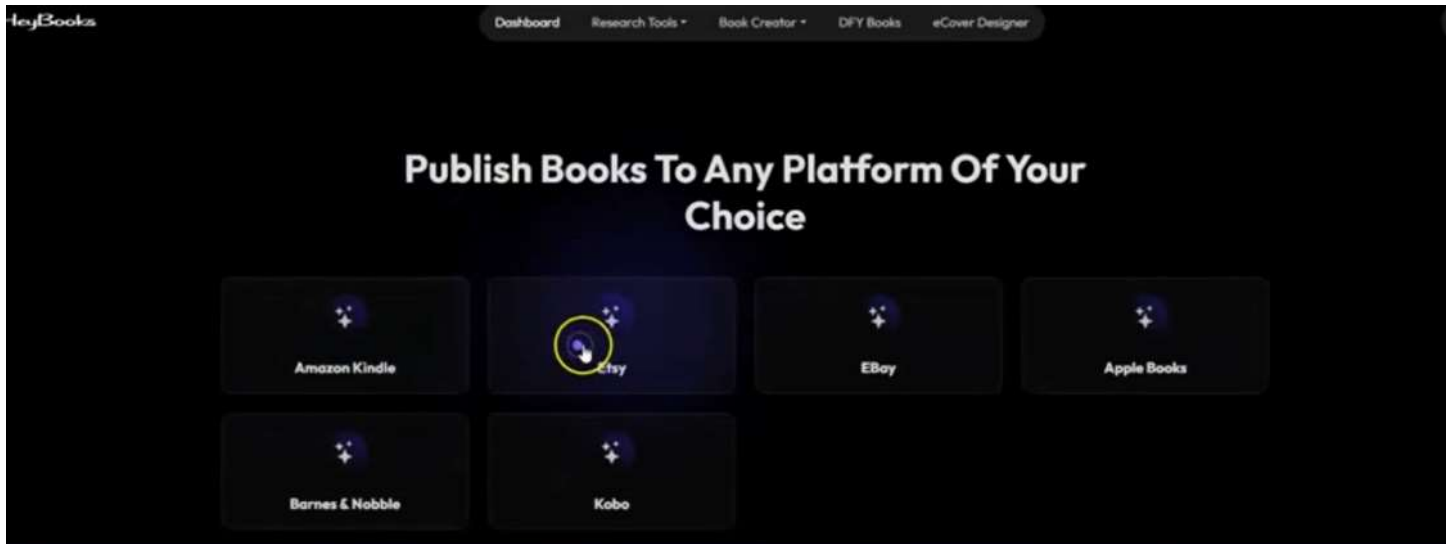 HeyBooks
Dashboard Research Tools Book Creator DFY Books eCover Designer
Publish Books To Any Platform Of Your
Choice
Amazon Kindle Etsy EBay Apple Books
Barnes & Nobble Kobo